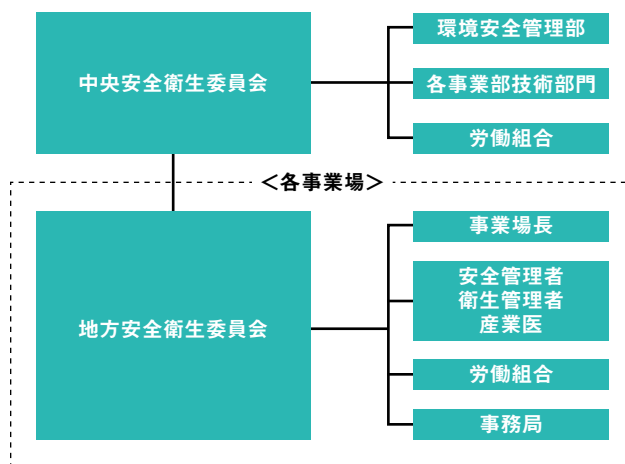 中央安全衛生委員会
環境安全管理部
各事業部技術部門
労働組合
<各事業場>
地方安全衛生委員会
事業場長
安全管理者
衛生管理者
産業医
労働組合
事務局